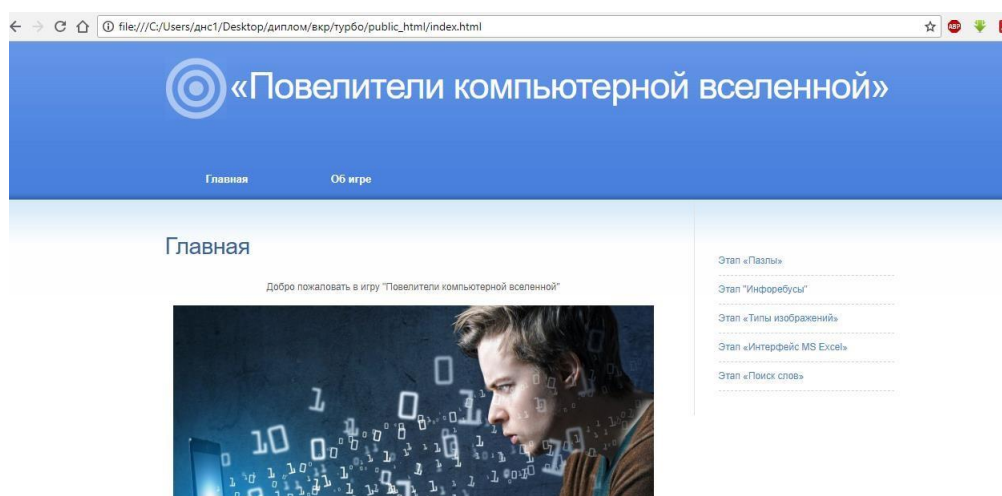 file:///C:/Users/днс1/Desktop/диплом/вкр/турбо/public_html/index.html
ABP
«Повелители компьютерной вселенной»
Главная Об игре
Главная
Добро пожаловать в игру "Повелители компьютерной вселенной"
Этап «Пазлы»
Этап "Инфоребусы"
Этап «Типы изображений»
Этап «Интерфейс MS Excel»
Этап «Поиск слов»